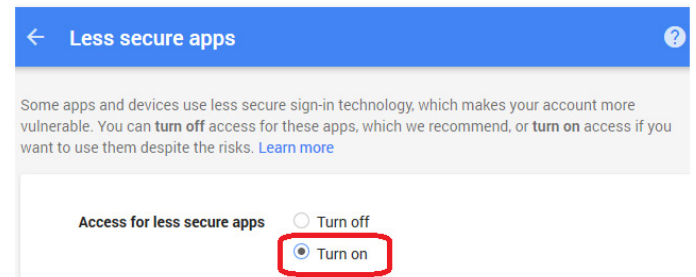 Less secure apps
Some apps and devices use less secure sign-in technology, which makes your account more
vulnerable. You can turn off access for these apps, which we recommend, or turn on access if you
want to use them despite the risks. Learn more
Access for less secure apps
Turn off
Turn on